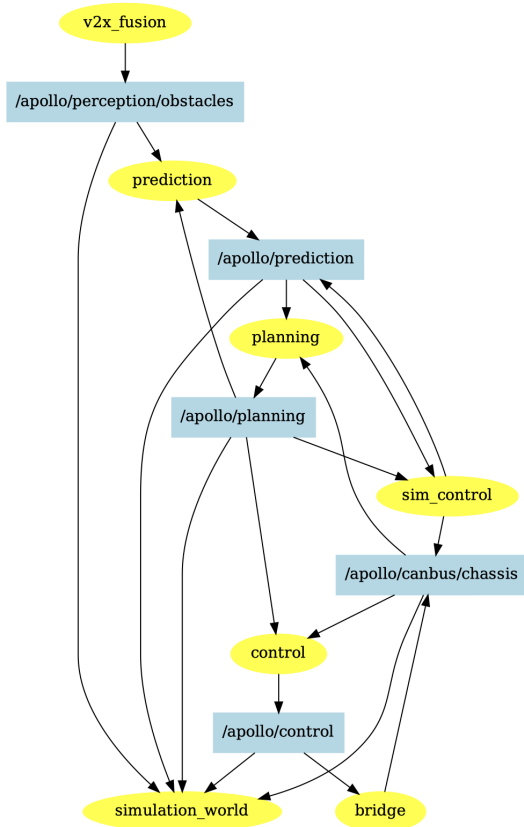 v2x_fusion
/apollo/perception/obstacles
prediction
/apollo/prediction
planning
/apollo/planning
sim_control
/apollo/canbus/chassis
control
/apollo/control
simulation_world
bridge